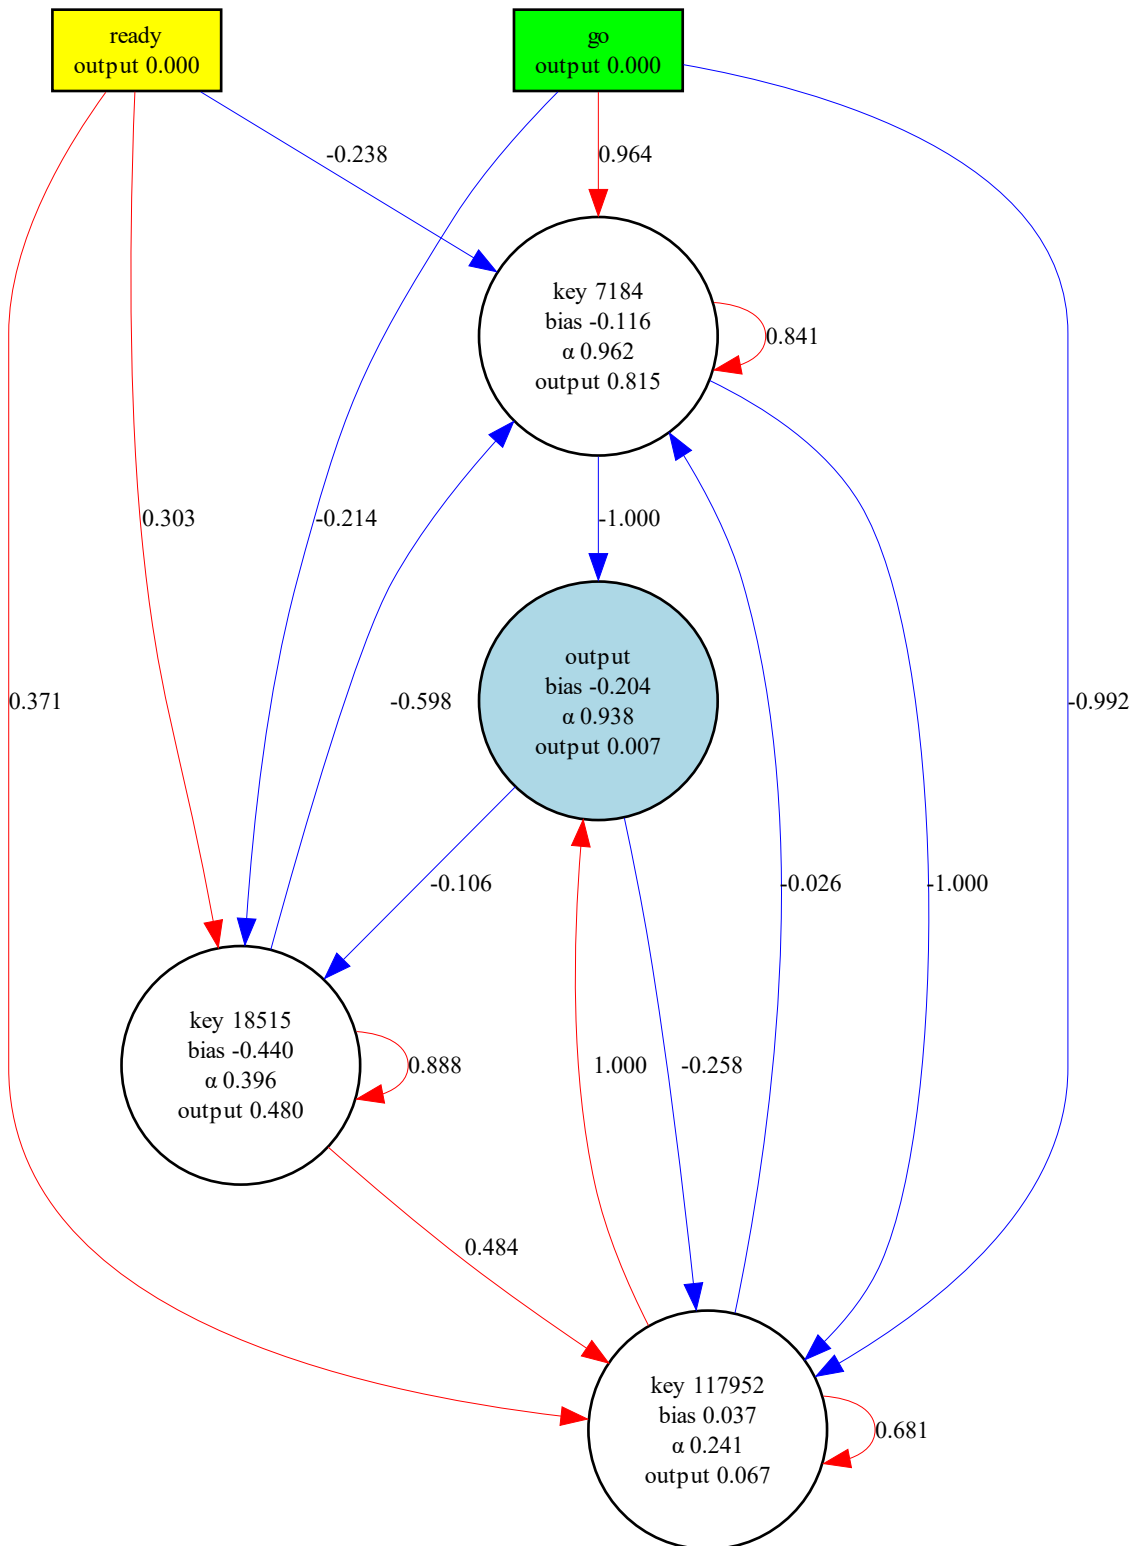 ready
output 0.000
go
output 0.000
-0.238
0.964
key 7184
bias -0.116
α 0.962
output 0.815
0.841
0.303
-0.214
-1.000
output
bias -0.204
α 0.938
output 0.007
0.371
-0.598
-0.992
-0.106
-0.026
-1.000
key 18515
bias -0.440
α 0.396
output 0.480
0.888
1.000
-0.258
0.484
key 117952
bias 0.037
α 0.241
output 0.067
0.681